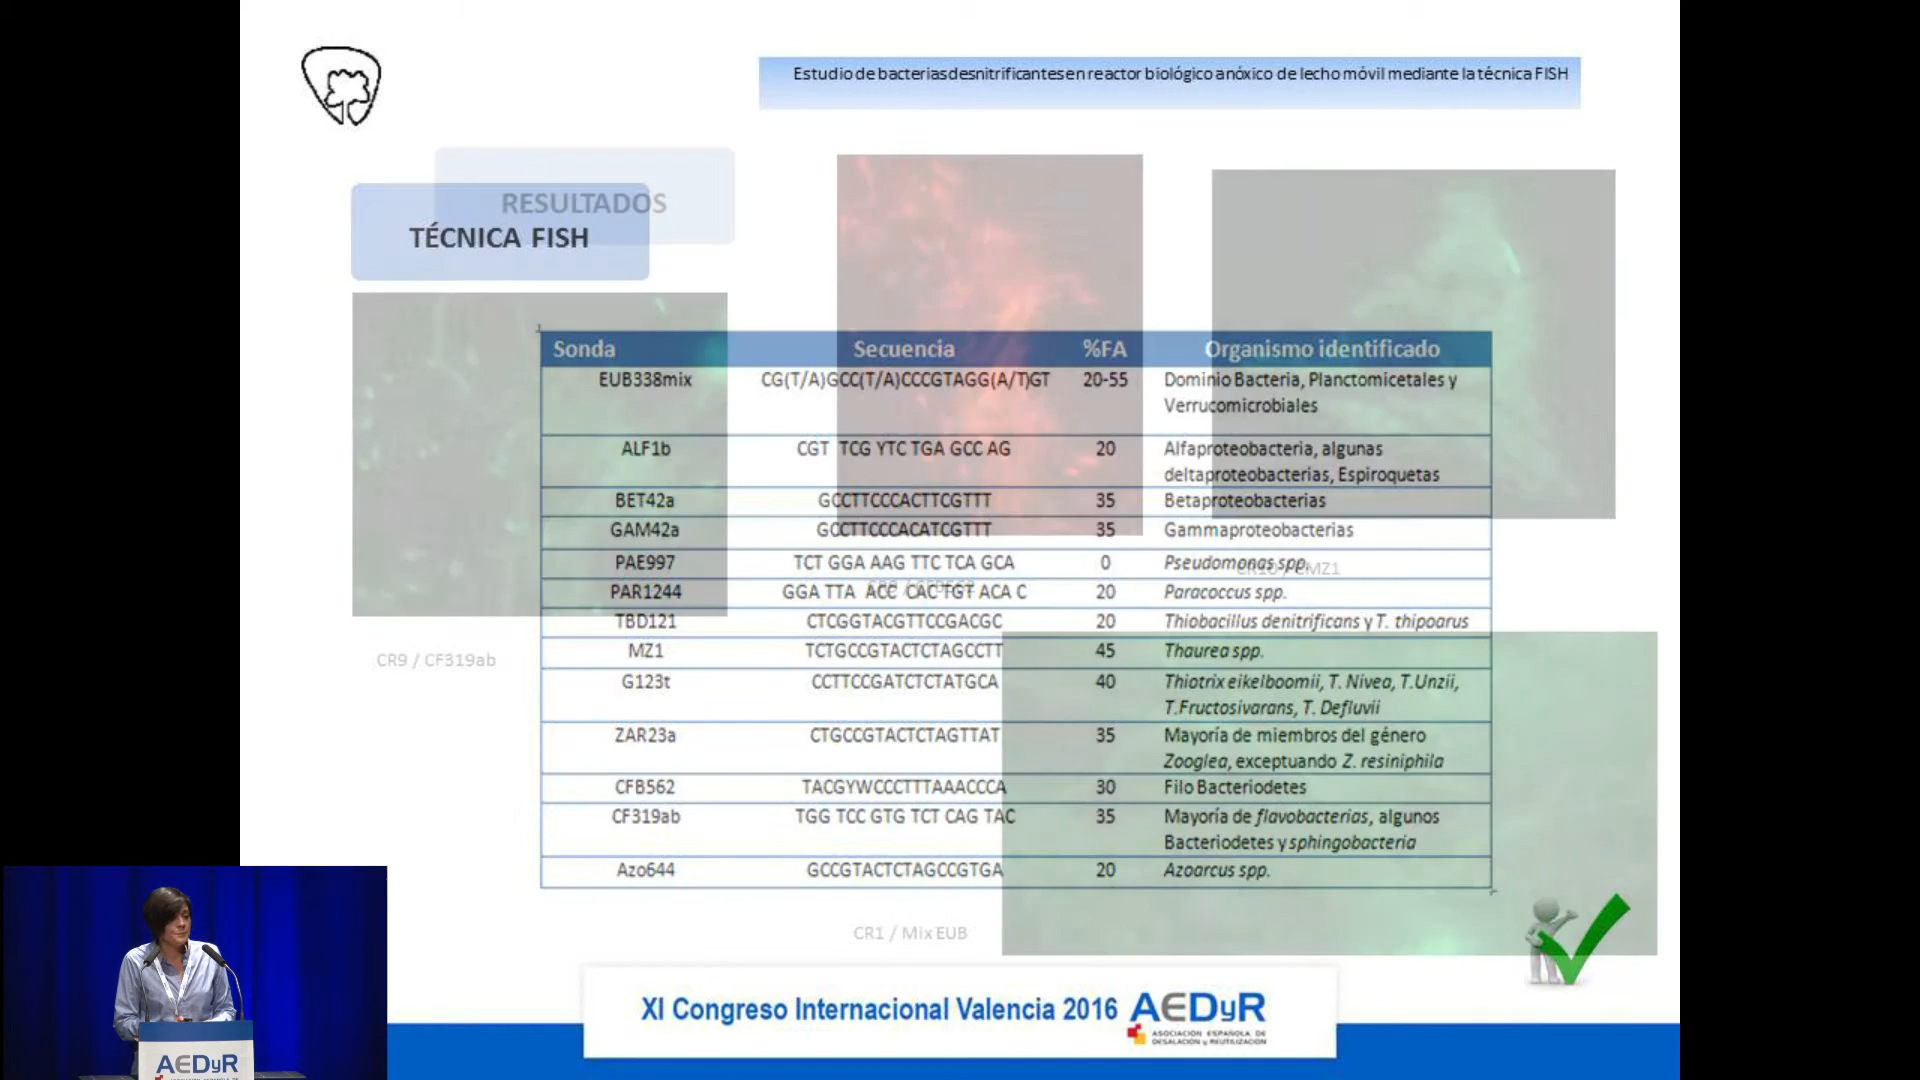 Estudio de bacterias desnitrificantes en reactor biológico anóxico de lecho móvil mediante la técnica FISH
RESULTADOS
TÉCNICA FISH
Sonda Secuencia %FA Organismo identificado
EUB338mix CG(T/A)GCC(T/A)CCCGTAGG(A/T)GT 20-55 Dominio Bacteria, Planctomicetales y
Verrucomicrobiales
ALF1b CGT TCG YTC TGA GCC AG 20 Alfaproteobacteria, algunas
deltaproteobacterias, Espiroquetas
BET42a GCCTTCCCACTTCGTTT 35 Betaproteobacterias
GAM42a GCCTTCCCACATCGTTT 35 Gammaproteobacterias
PAE997 TCT GGA AAG TTC TCA GCA 0 Pseudomonas spp.
PAR1244 GGA TTA ACC CAC TGT ACA C 20 Paracoccus spp.
TBD121 CTCGGTACGTTCCGACGC 20 Thiobacillus denitrificans y T. thipoarus
MZ1 TCTGCCGTACTCTAGCCTT 45 Thaurea spp.
G123t CCTTCCGATCTCTATGCA 40 Thiotrix eikelboomii, T. Nivea, T.Unzii,
T.Fructosivarans, T. Defluvii
ZAR23a CTGCCGTACTCTAGTTAT 35 Mayoría de miembros del género
Zooglea, exceptuando Z. resiniphila
CFB562 TACGYWCCCTTTAAACCCA 30 Filo Bacteriodetes
CF319ab TGG TCC GTG TCT CAG TAC 35 Mayoría de flavobacterias, algunos
Bacteriodetes y sphingobacteria
Azo644 GCCGTACTCTAGCCGTGA 20 Azoarcus spp.
CR9 / CF319ab
CR1 / Mix EUB
XI Congreso Internacional Valencia 2016 AEDyR
ASOCIACIÓN ESPAÑOLA DE
DESALACIÓN y REUTILIZACIÓN
AEDyR